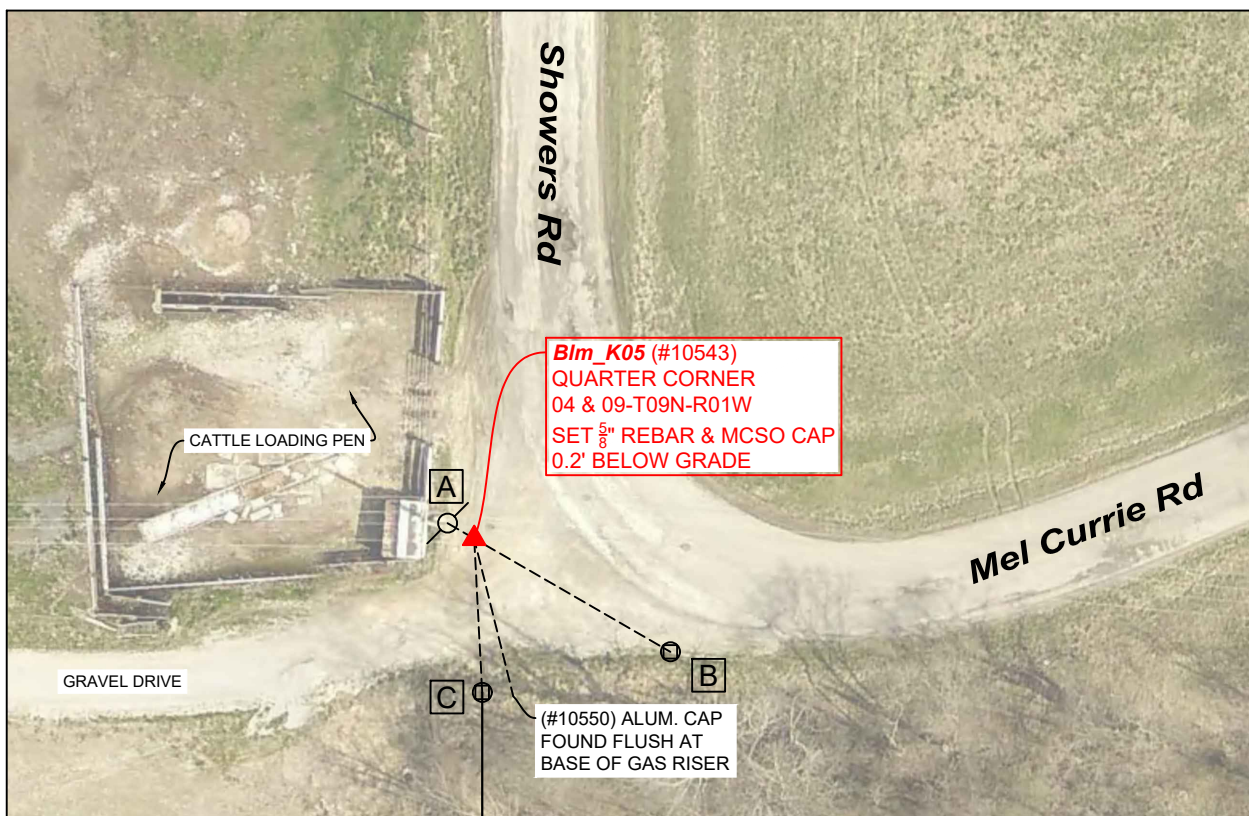 Showers Rd
Blm_K05 (#10543)
QUARTER CORNER
04 & 09-T09N-R01W
SET 5/8" REBAR & MCSO CAP
0.2' BELOW GRADE
CATTLE LOADING PEN
A
Mel Currie Rd
B
GRAVEL DRIVE
C
(#10550) ALUM. CAP
FOUND FLUSH AT
BASE OF GAS RISER